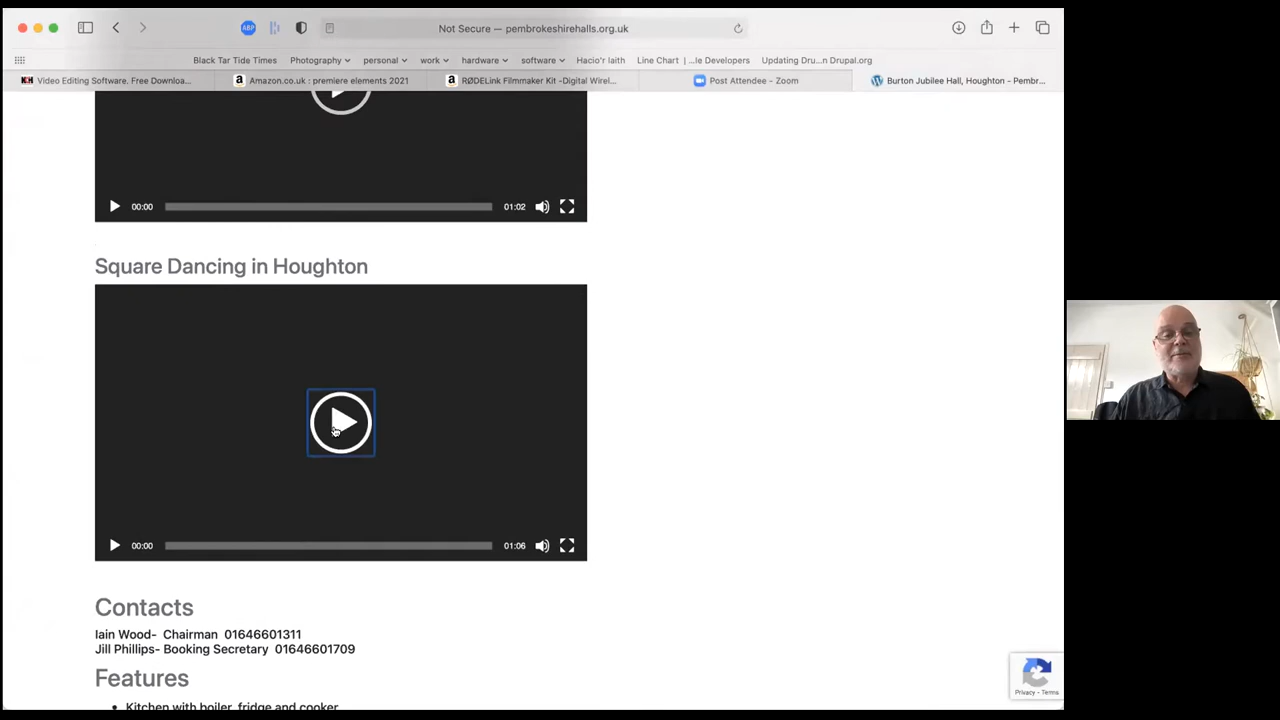 ABP
Not Secure — pembrokeshirehalls.org.uk
Black Tar Tide Times
Photography
personal
work
hardware
software
Hacio'r Iaith
Line Chart | ...le Developers
Updating Dru...n Drupal.org
Video Editing Software. Free Downloa...
Amazon.co.uk : premiere elements 2021
RØDELink Filmmaker Kit -Digital Wirel...
Post Attendee - Zoom
Burton Jubilee Hall, Houghton - Pembr...
00:00
01:02
Square Dancing in Houghton
00:00
01:06
Contacts
Iain Wood-  Chairman  01646601311
Jill Phillips- Booking Secretary  01646601709
Features
Privacy - Terms
• Kitchen with boiler, fridge and cooker